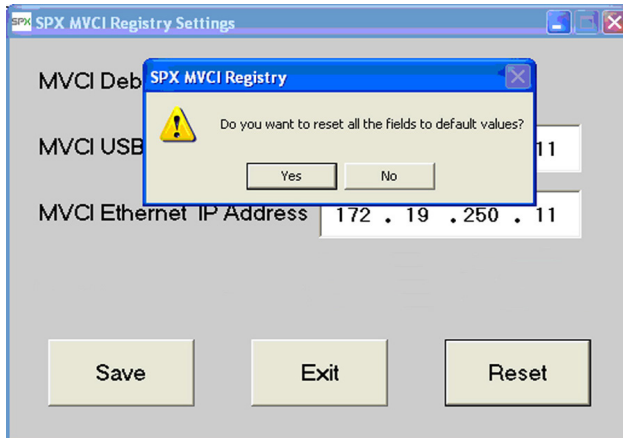 SPX SPX MVCI Registry Settings
MVCI Deb
SPX MVCI Registry
Do you want to reset all the fields to default values?
Yes No
MVCI USB 11
MVCI Ethernet IP Address 172 . 19 . 250 . 11
Save Exit Reset